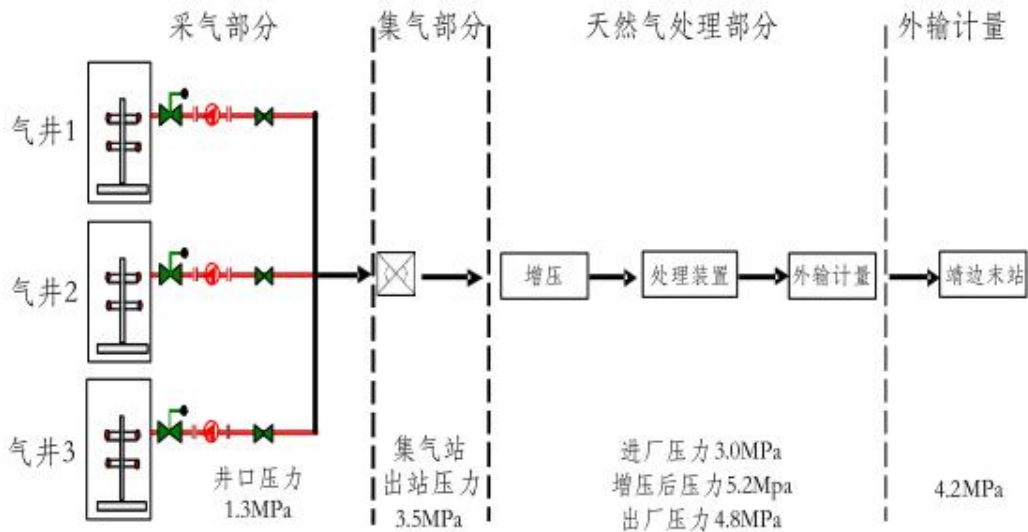 采气部分
集气部分
天然气处理部分
外输计量
气井1
气井2
增压
处理装置
外输计量
靖边末站
气井3
井口压力
1.3MPa
集气站
出站压力
3.5MPa
进厂压力3.0MPa
增压后压力5.2Mpa
出厂压力4.8MPa
4.2MPa